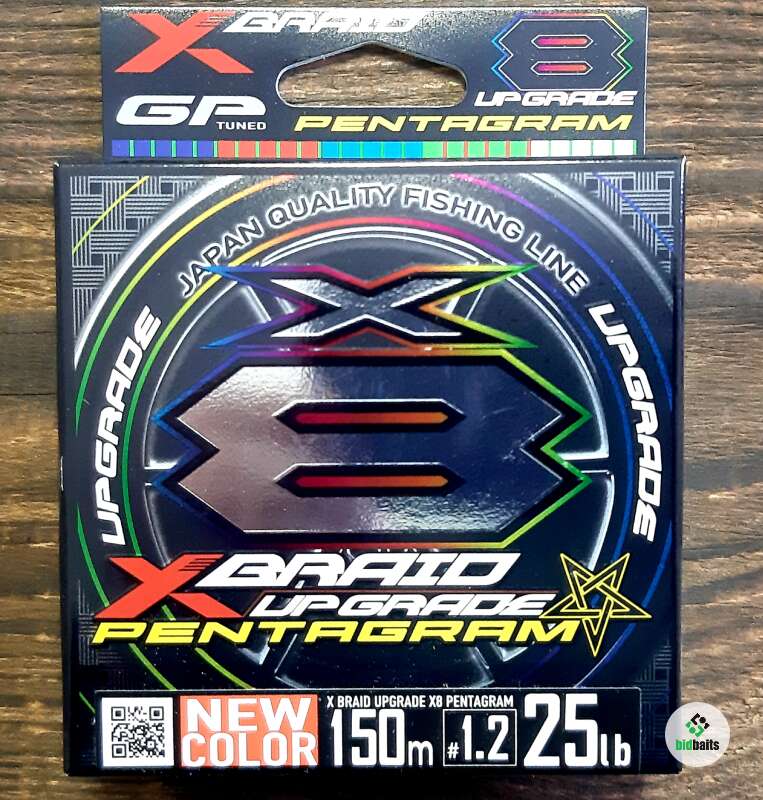 X BRAID
8
UPGRADE
GP
TUNED
PENTAGRAM
JAPAN QUALITY FISHING LINE
UPGRADE
UPGRADE
X
8
X BRAID
UPGRADE
PENTAGRAM
NEW
COLOR
X BRAID UPGRADE X8 PENTAGRAM
150m #1.2 25lb
bidbaits